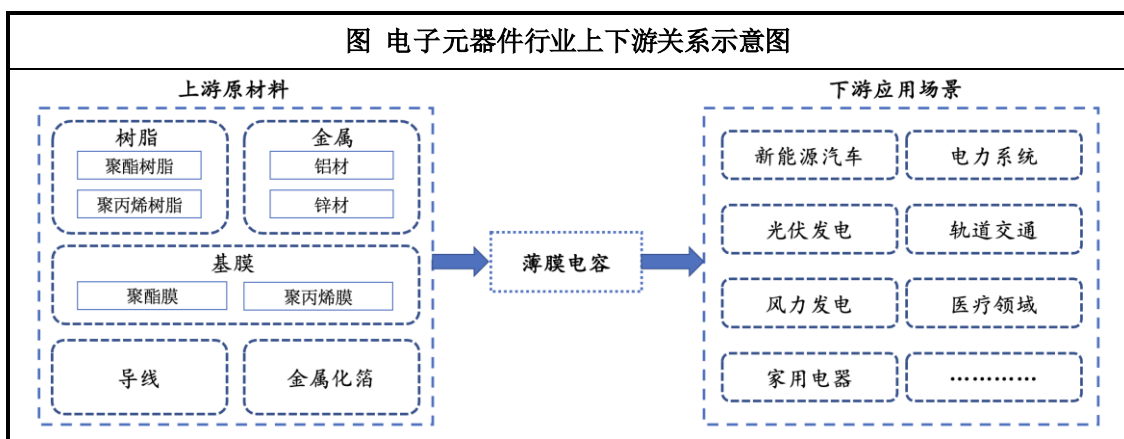 图 电子元器件行业上下游关系示意图
上游原材料
树脂
聚酯树脂
聚丙烯树脂
金属
铝材
锌材
基膜
聚酯膜
聚丙烯膜
导线
金属化箔
薄膜电容
下游应用场景
新能源汽车
电力系统
光伏发电
轨道交通
风力发电
医疗领域
家用电器
…………